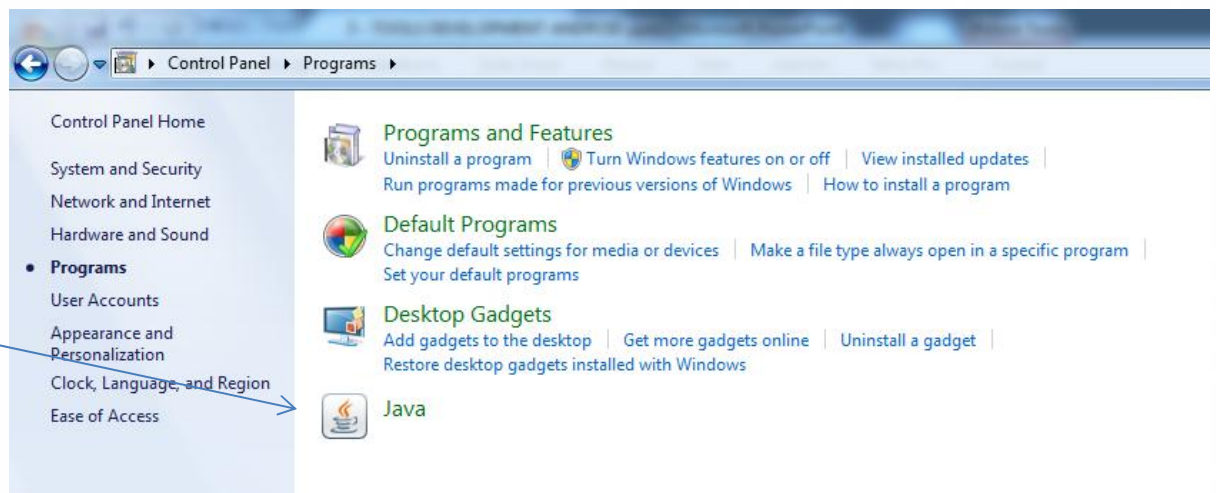 Control Panel Programs
Control Panel Home
System and Security
Network and Internet
Hardware and Sound
Programs
User Accounts
Appearance and
Personalization
Clock, Language, and Region
Ease of Access
Programs and Features
Uninstall a program Turn Windows features on or off View installed updates
Run programs made for previous versions of Windows How to install a program
Default Programs
Change default settings for media or devices Make a file type always open in a specific program
Set your default programs
Desktop Gadgets
Add gadgets to the desktop Get more gadgets online Uninstall a gadget
Restore desktop gadgets installed with Windows
Java